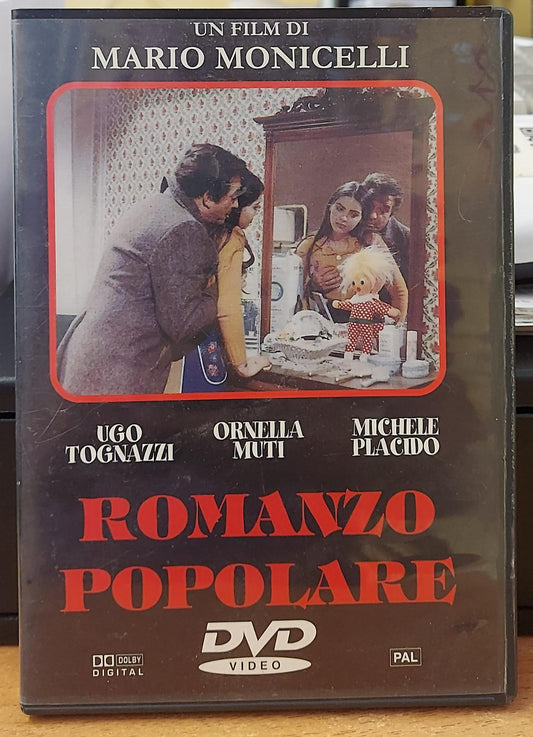 UN FILM DI
MARIO MONICELLI
UGO
TOGNAZZI
ORNELLA
MUTI
MICHELE
PLACIDO
ROMANZO
POPOLARE
DVD
VIDEO
DOLBY
DIGITAL
PAL